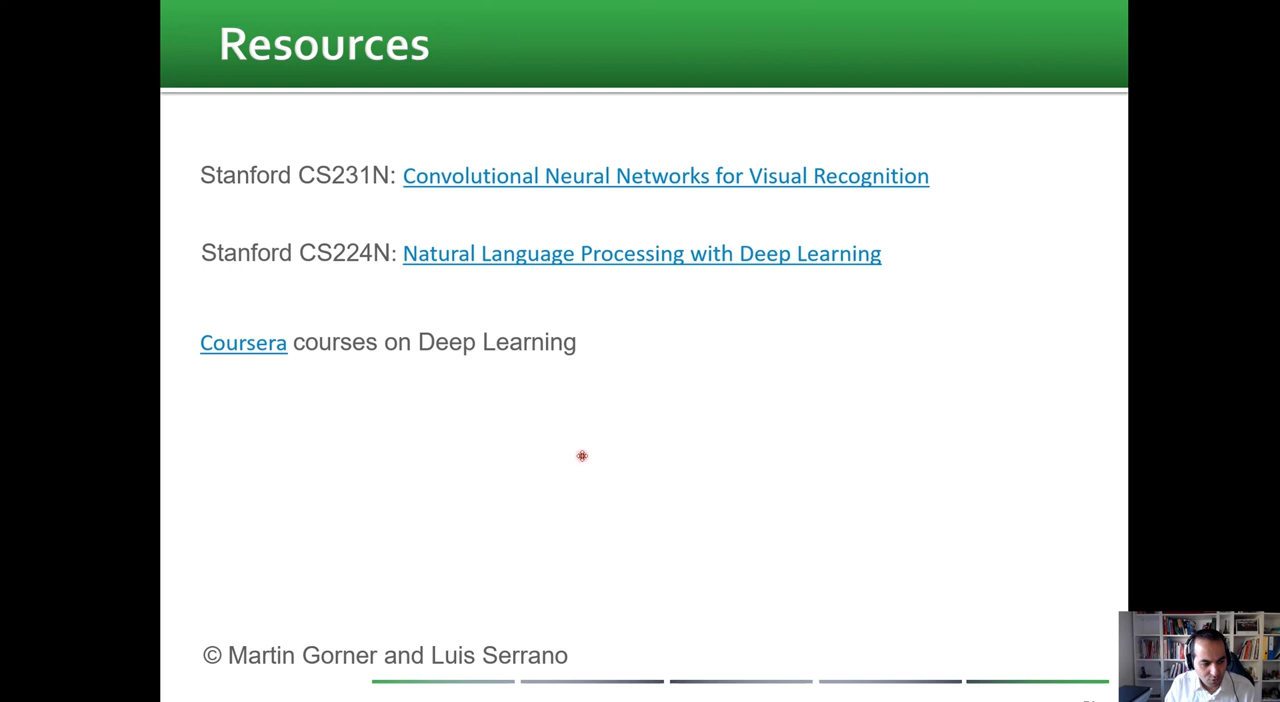 Resources
Stanford CS231N: Convolutional Neural Networks for Visual Recognition
Stanford CS224N: Natural Language Processing with Deep Learning
Coursera courses on Deep Learning
© Martin Gorner and Luis Serrano